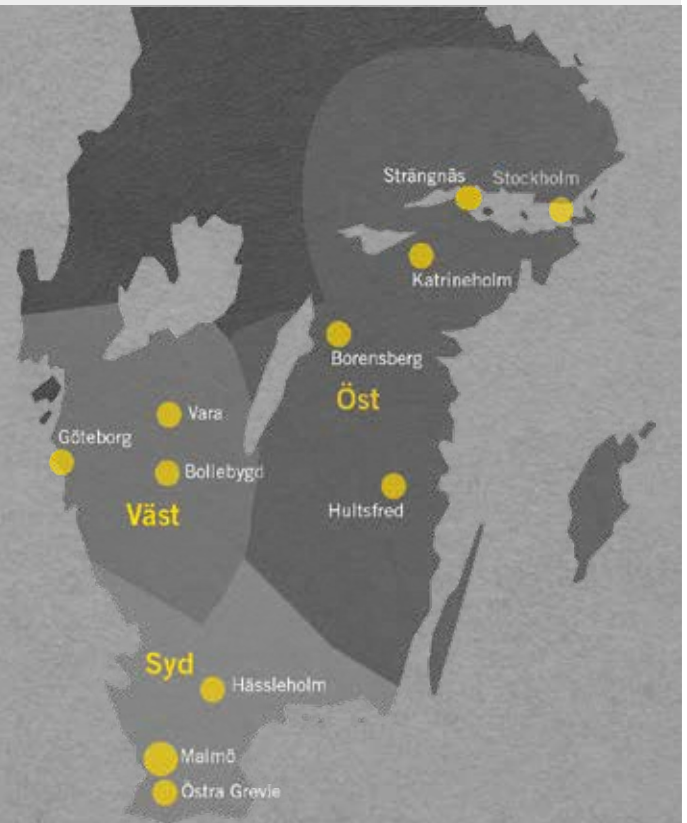 Strängnäs
Stockholm
Katrineholm
Borensberg
Öst
Vara
Göteborg
Bollebygd
Hultsfred
Väst
Syd
Hässleholm
Malmö
Östra Grevie